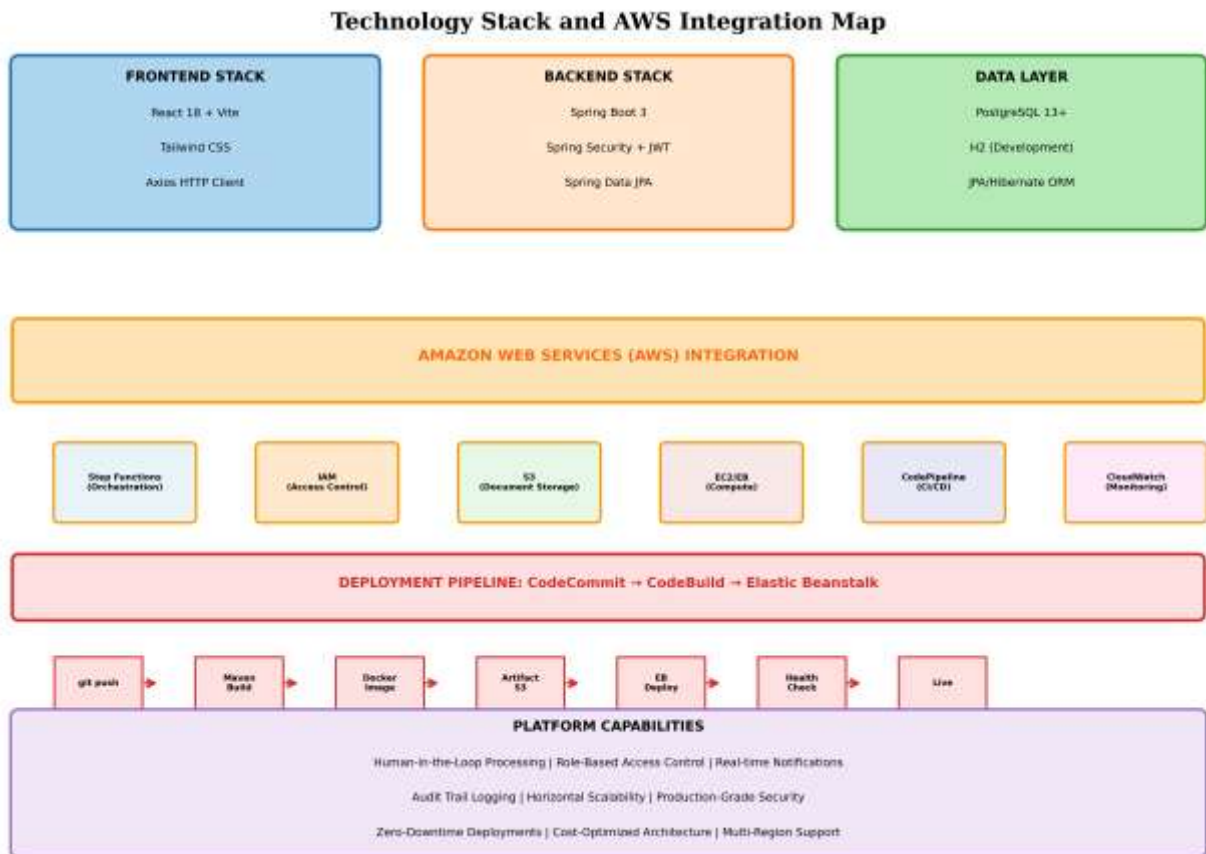 Technology Stack and AWS Integration Map
FRONTEND STACK
React 18 + Vite
Tailwind CSS
Axios HTTP Client
BACKEND STACK
Spring Boot 3
Spring Security + JWT
Spring Data JPA
DATA LAYER
PostgreSQL 13+
H2 (Development)
JPA/Hibernate ORM
AMAZON WEB SERVICES (AWS) INTEGRATION
Step Functions
(Orchestration)
IAM
(Access Control)
S3
(Document Storage)
EC2/EB
(Compute)
CodePipeline
(CI/CD)
CloudWatch
(Monitoring)
DEPLOYMENT PIPELINE: CodeCommit → CodeBuild → Elastic Beanstalk
git push
Maven
Build
Docker
Image
Artifact
S3
EB
Deploy
Health
Check
Live
PLATFORM CAPABILITIES
Human-in-the-Loop Processing | Role-Based Access Control | Real-time Notifications
Audit Trail Logging | Horizontal Scalability | Production-Grade Security
Zero-Downtime Deployments | Cost-Optimized Architecture | Multi-Region Support